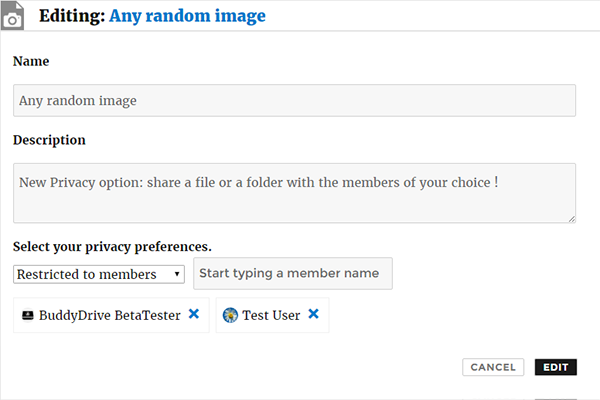 Editing: Any random image
Name
Any random image
Description
New Privacy option: share a file or a folder with the members of your choice !
Select your privacy preferences.
Restricted to members Start typing a member name
BuddyDrive BetaTester Test User
CANCEL EDIT